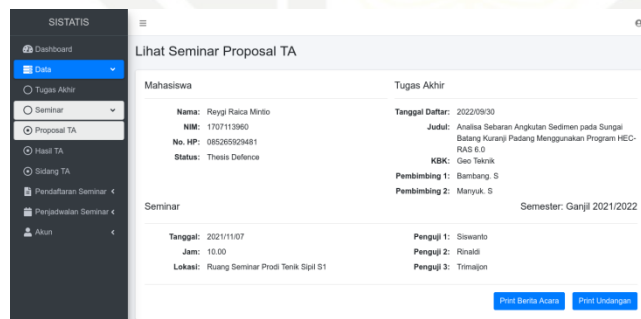 SISTATIS
Dashboard
Data
Tugas Akhir
Seminar
Proposal TA
Hasil TA
Sidang TA
Pendaftaran Seminar
Penjadwalan Seminar
Akun
Lihat Seminar Proposal TA
Mahasiswa
Nama: Reygi Raica Mintio
NIM: 1707113960
No. HP: 085265929481
Status: Thesis Defence
Tugas Akhir
Tanggal Daftar: 2022/09/30
Judul: Analisa Sebaran Angkutan Sedimen pada Sungai
Batang Kuranji Padang Menggunakan Program HEC-
RAS 6.0
KBK: Geo Teknik
Pembimbing 1: Bambang. S
Pembimbing 2: Manyuk. S
Seminar
Semester: Ganjil 2021/2022
Tanggal: 2021/11/07
Jam: 10.00
Lokasi: Ruang Seminar Prodi Tenik Sipil S1
Penguji 1: Siswanto
Penguji 2: Rinaldi
Penguji 3: Trimaijon
Print Berita Acara
Print Undangan